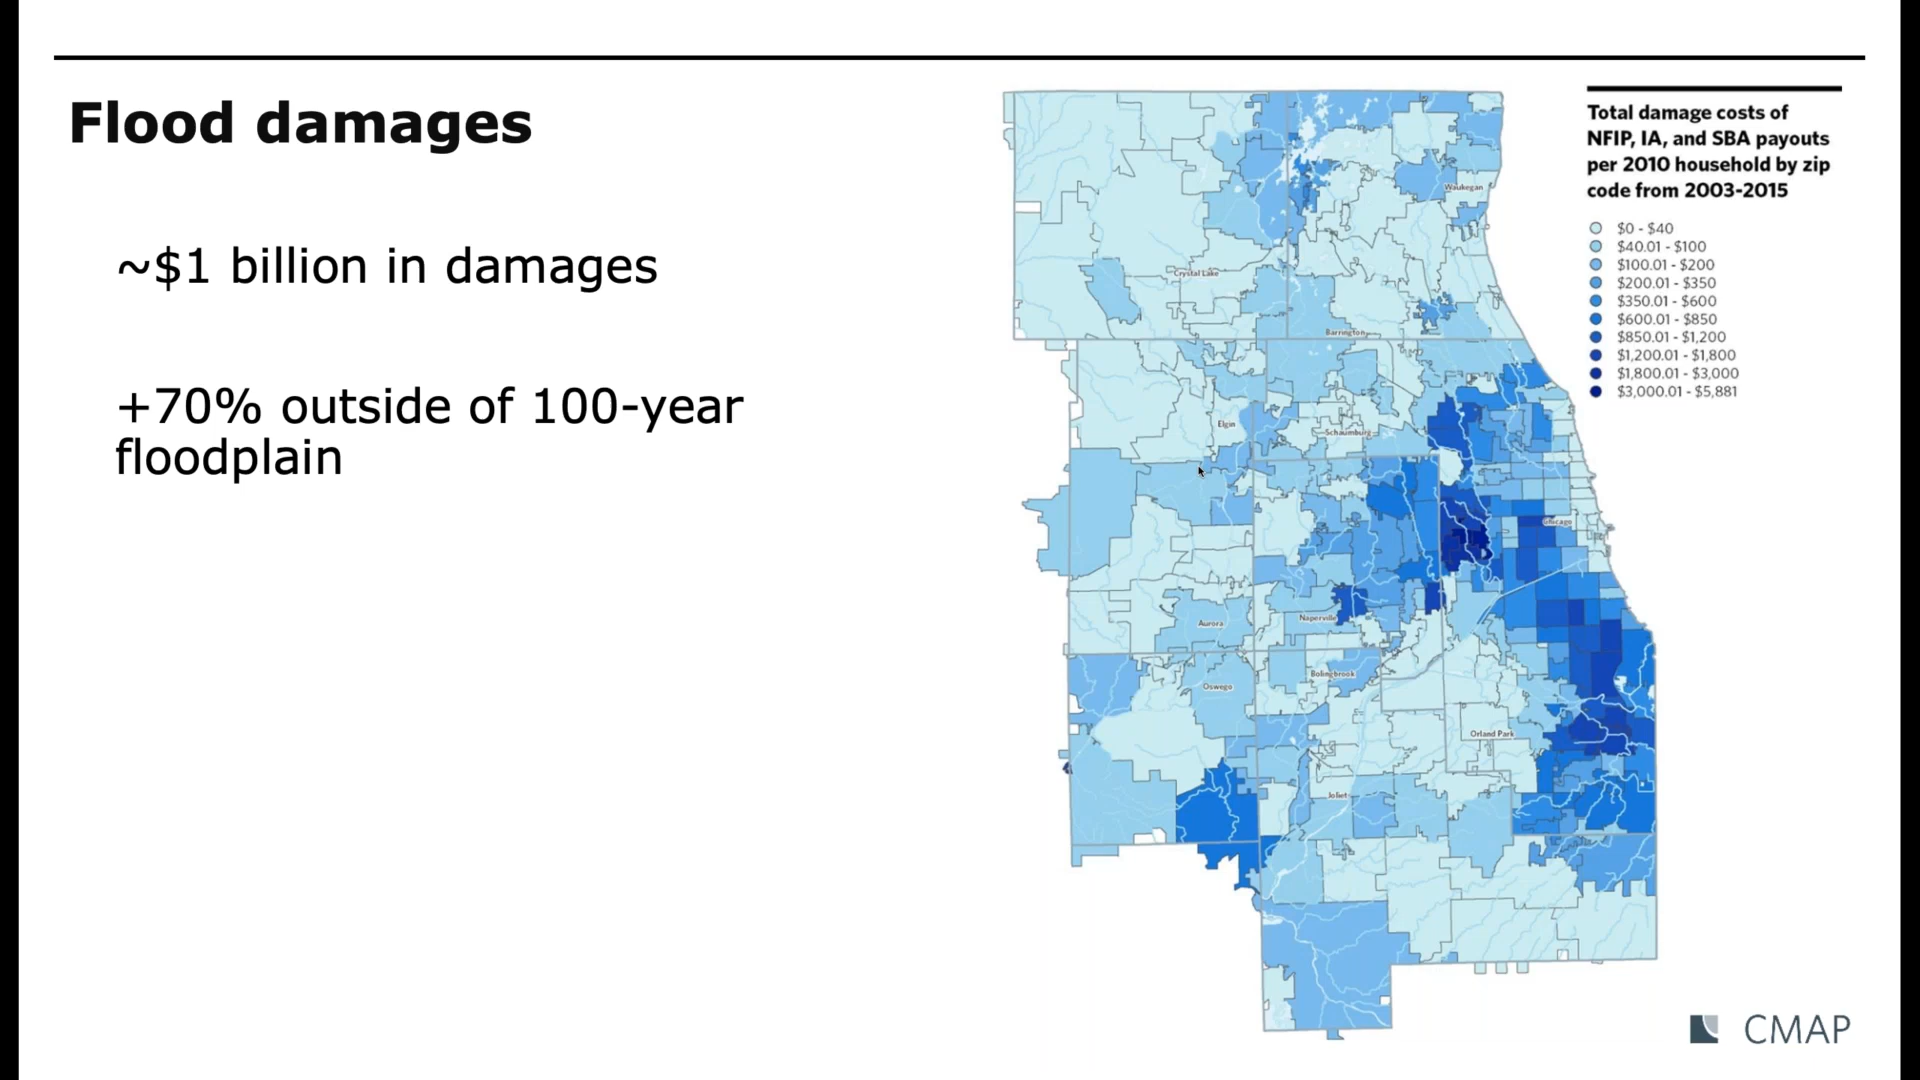 Flood damages
~$1 billion in damages
+70% outside of 100-year
floodplain
Total damage costs of
NFIP, IA, and SBA payouts
per 2010 household by zip
code from 2003-2015
$0 - $40
$40.01 - $100
$100.01 - $200
$200.01 - $350
$350.01 - $600
$600.01 - $850
$850.01 - $1,200
$1,200.01 - $1,800
$1,800.01 - $3,000
$3,000.01 - $5,881
Waukegan
Crystal Lake
Barrington
Elgin
Schaumburg
Chicago
Aurora
Naperville
Bolingbrook
Oswego
Orland Park
Joliet
CMAP